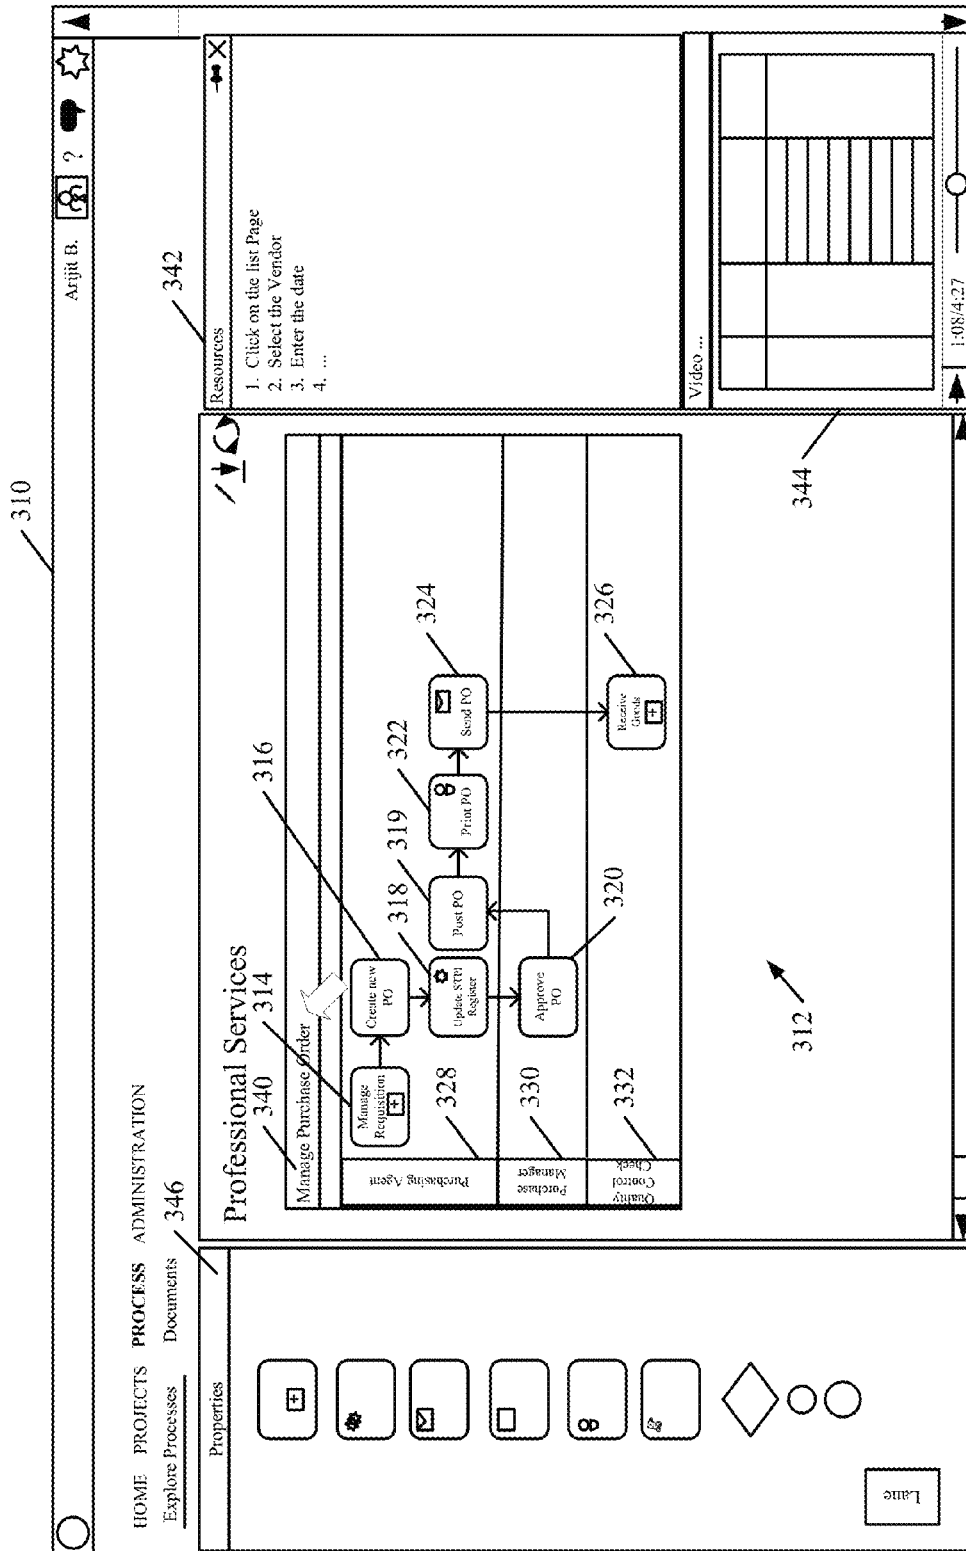 310
Arijit B.
?
HOME PROJECTS PROCESS ADMINISTRATION
Explore Processes Documents
346
Properties
Lane
Professional Services
340
314
316
Manage Purchase Order
Purchasing Agent
Purchase
Manager
Quality
Control
Check
328
330
332
Manage
Requisition
Create new
PO
318
Update STPI
Register
319
Post PO
322
Print PO
324
Send PO
Approve
PO
320
Receive
Goods
326
312
342
Resources
1. Click on the list Page
2. Select the Vendor
3. Enter the date
4. ...
Video ...
344
1:08/4:27